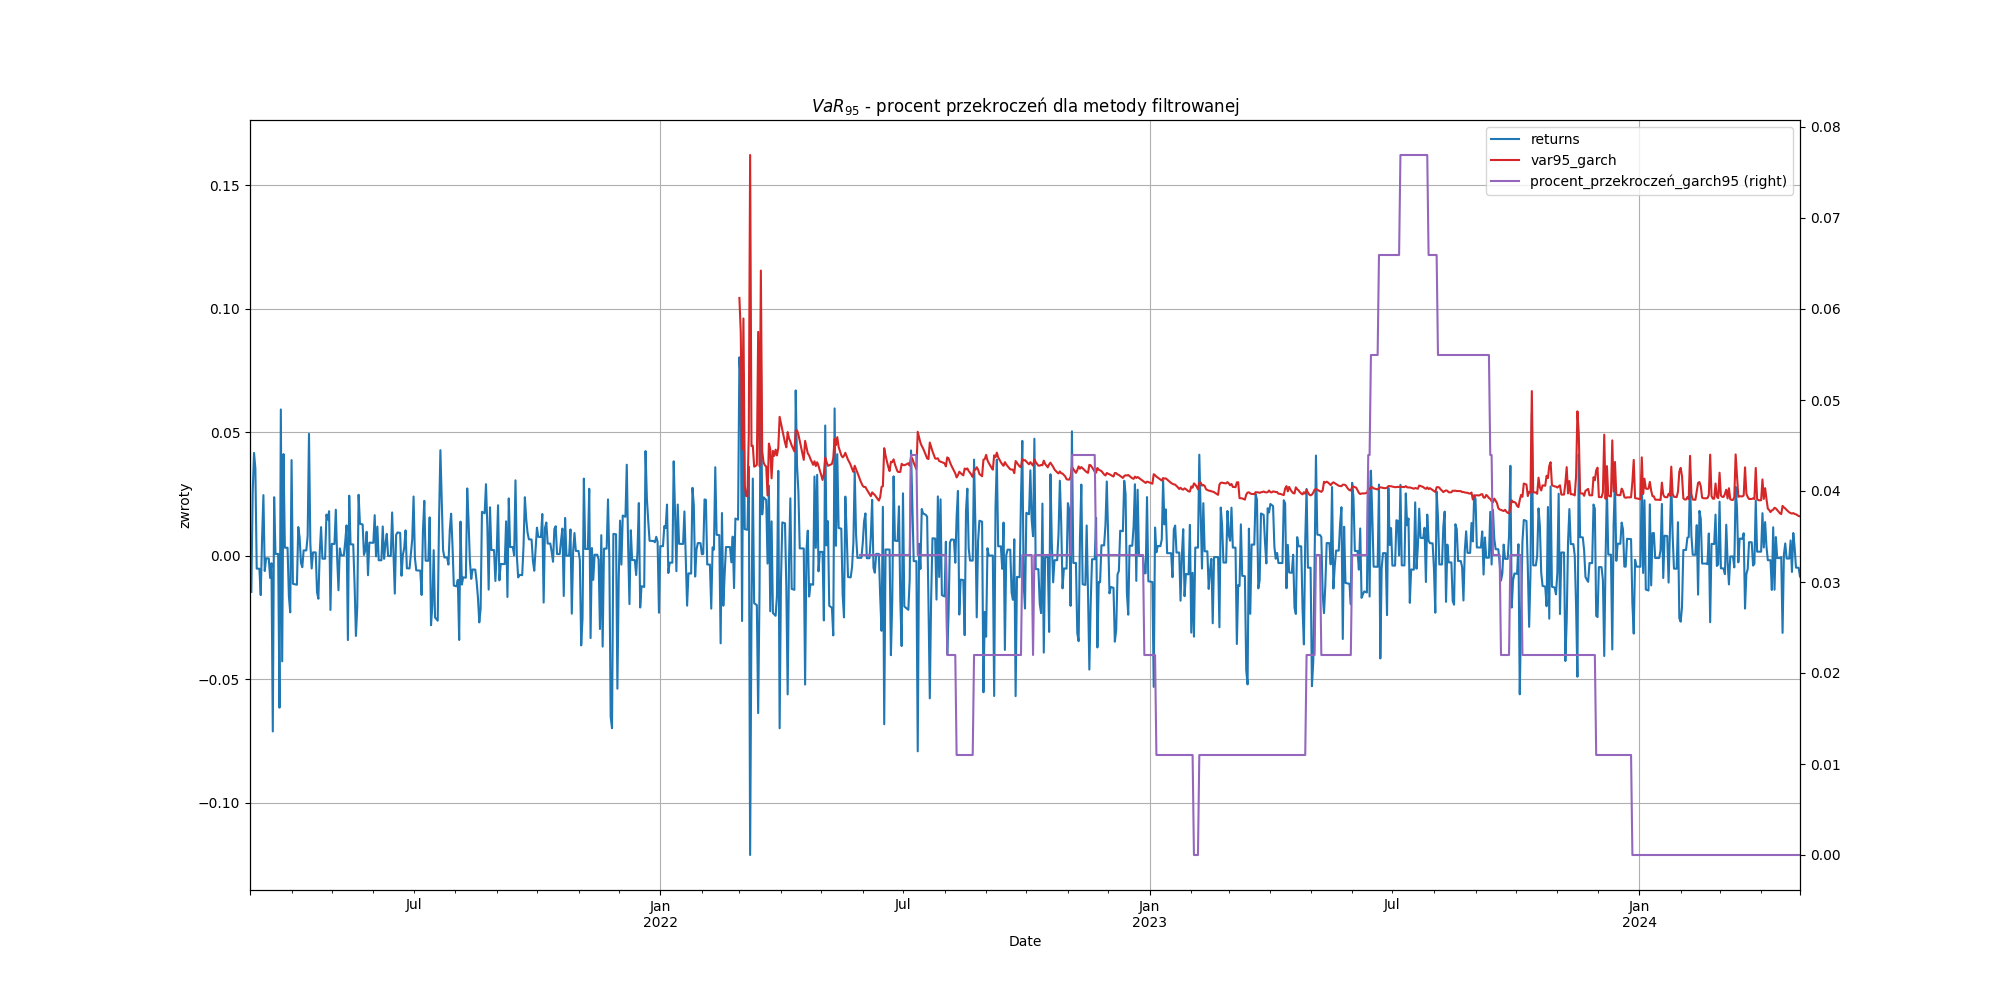 VaR₉₅ - procent przekroczeń dla metody filtrowanej
returns
var95_garch
procent_przekroczeń_garch95 (right)
zwroty
0.15
0.10
0.05
0.00
−0.05
−0.10
0.08
0.07
0.06
0.05
0.04
0.03
0.02
0.01
0.00
Jul
Jan
2022
Jul
Jan
2023
Jul
Jan
2024
Date